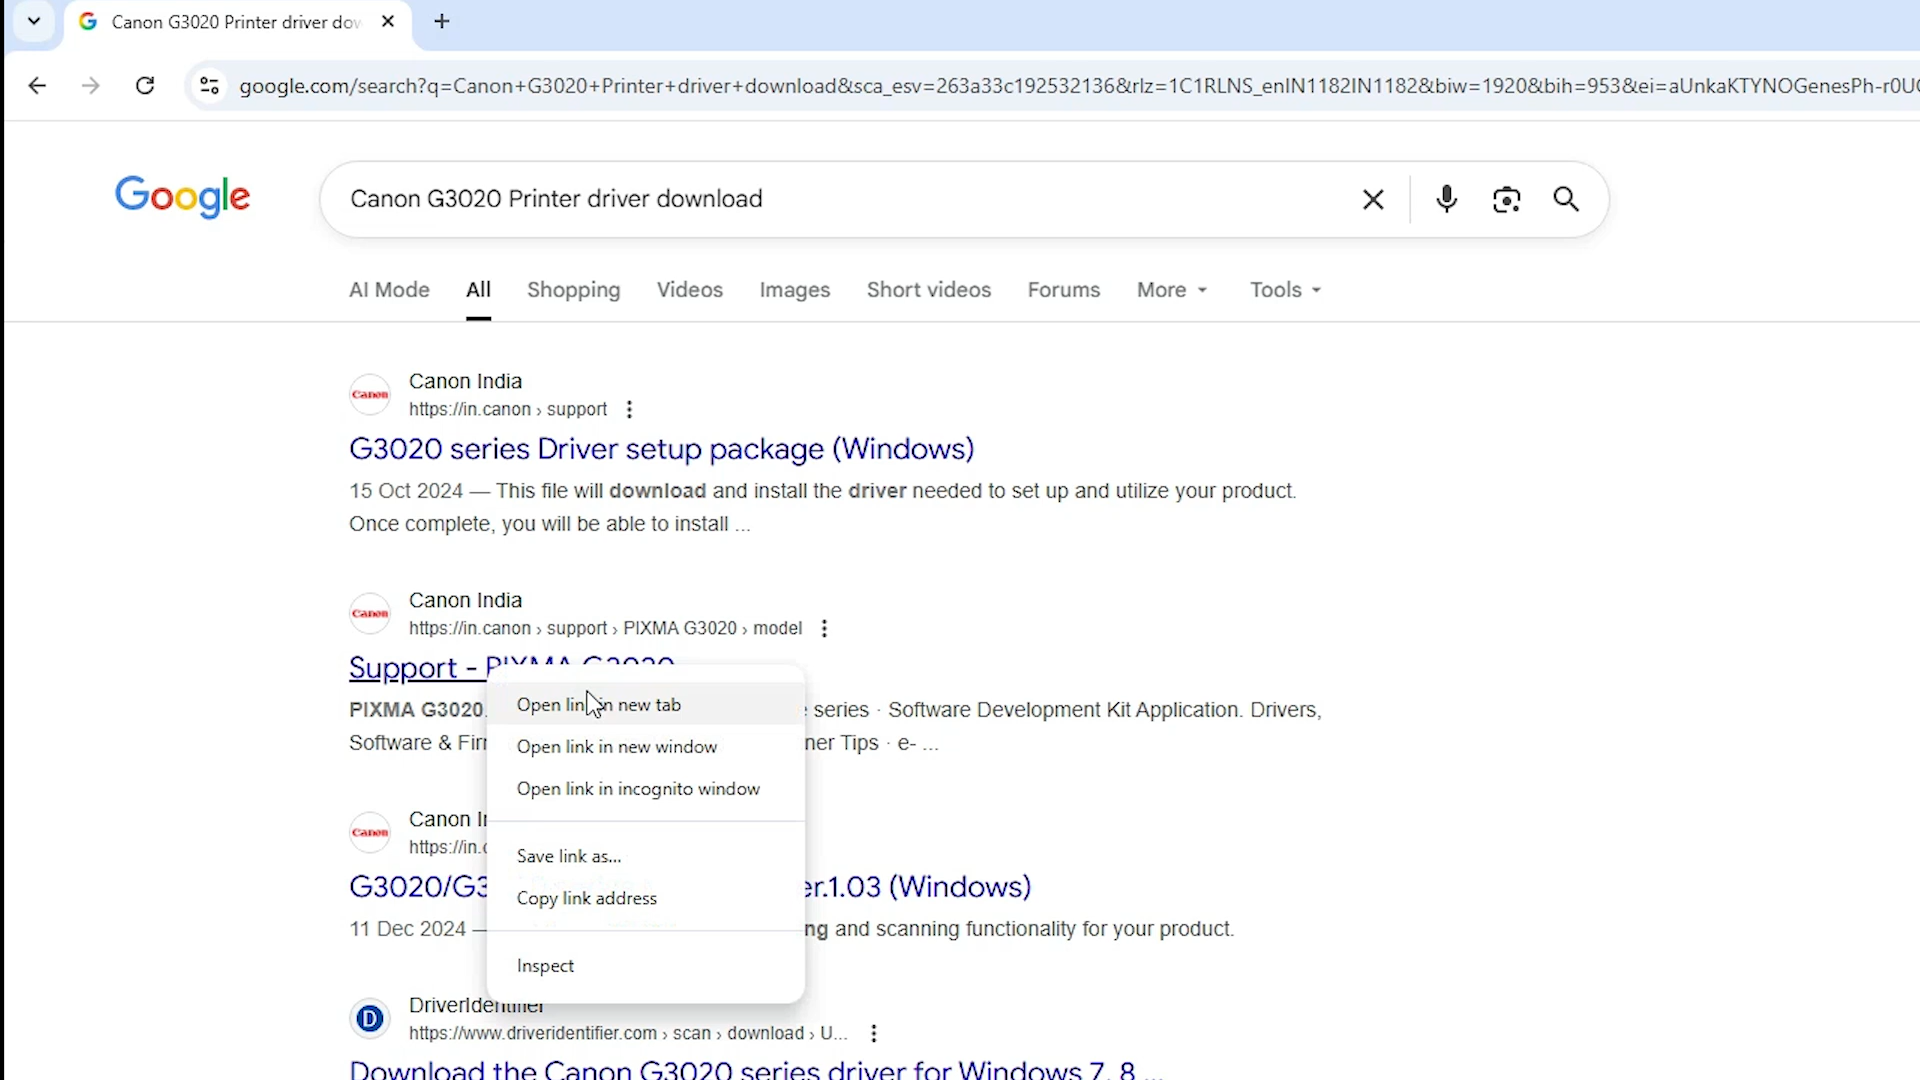 Canon G3020 Printer driver dow
google.com/search?q=Canon+G3020+Printer+driver+download&sca_esv=263a33c192532136&rlz=1C1RLNS_enIN1182IN1182&biw=1920&bih=953&ei=aUnkaKTYNOGenesPh-r0U
Google
Canon G3020 Printer driver download
AI Mode All Shopping Videos Images Short videos Forums More Tools
Canon India
Canon
https://in.canon › support
G3020 series Driver setup package (Windows)
15 Oct 2024 — This file will download and install the driver needed to set up and utilize your product.
Once complete, you will be able to install ...
Canon India
Canon
https://in.canon › support › PIXMA G3020 › model
Support - PIXMA G3020
Open link in new tab
PIXMA G3020 series · Software Development Kit Application. Drivers,
Open link in new window
Software & Fir ner Tips · e- ...
Open link in incognito window
Canon I
Canon
https://in.c
Save link as...
G3020/G3 er.1.03 (Windows)
Copy link address
11 Dec 2024 — ng and scanning functionality for your product.
Inspect
DriverIdentifier
D
https://www.driveridentifier.com › scan › download › U...
Download the Canon G3020 series driver for Windows 7, 8 ...